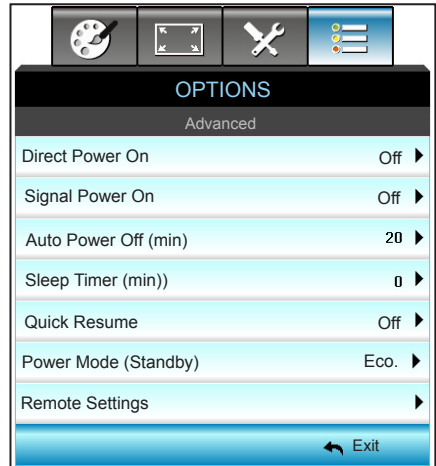 OPTIONS
Advanced
Direct Power On Off
Signal Power On Off
Auto Power Off (min) 20
Sleep Timer (min)) 0
Quick Resume Off
Power Mode (Standby) Eco.
Remote Settings
Exit